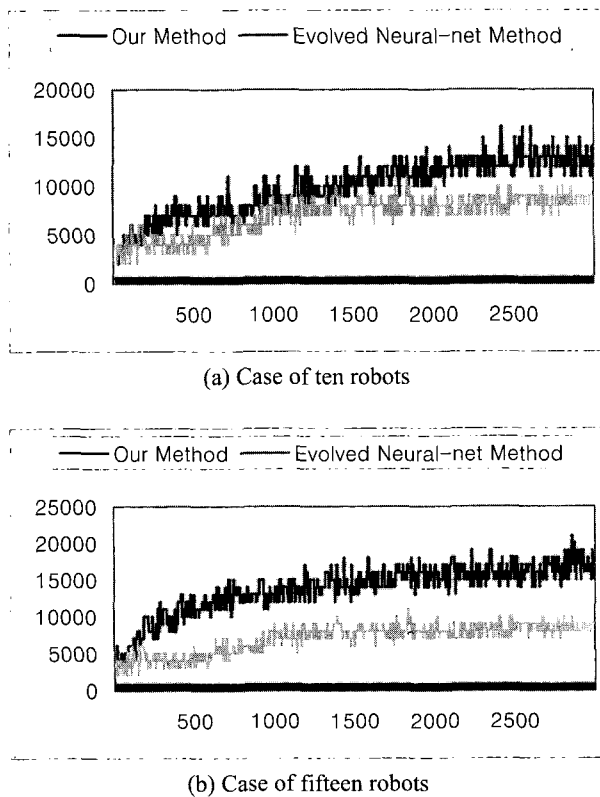 Our Method Evolved Neural-net Method
20000
15000
10000
5000
0
500 1000 1500 2000 2500
(a) Case of ten robots
Our Method Evolved Neural-net Method
25000
20000
15000
10000
5000
0
500 1000 1500 2000 2500
(b) Case of fifteen robots